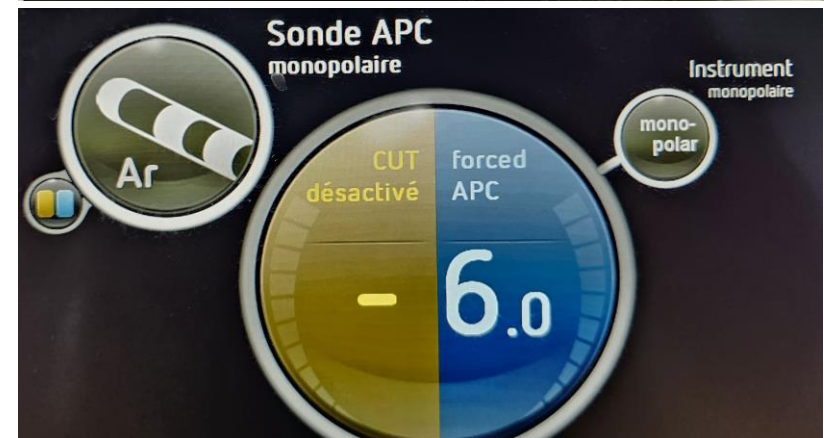 Sonde APC
monopolaire
Instrument
monopolaire
mono-
polar
Ar
CUT
désactivé
forced
APC
-
6.0